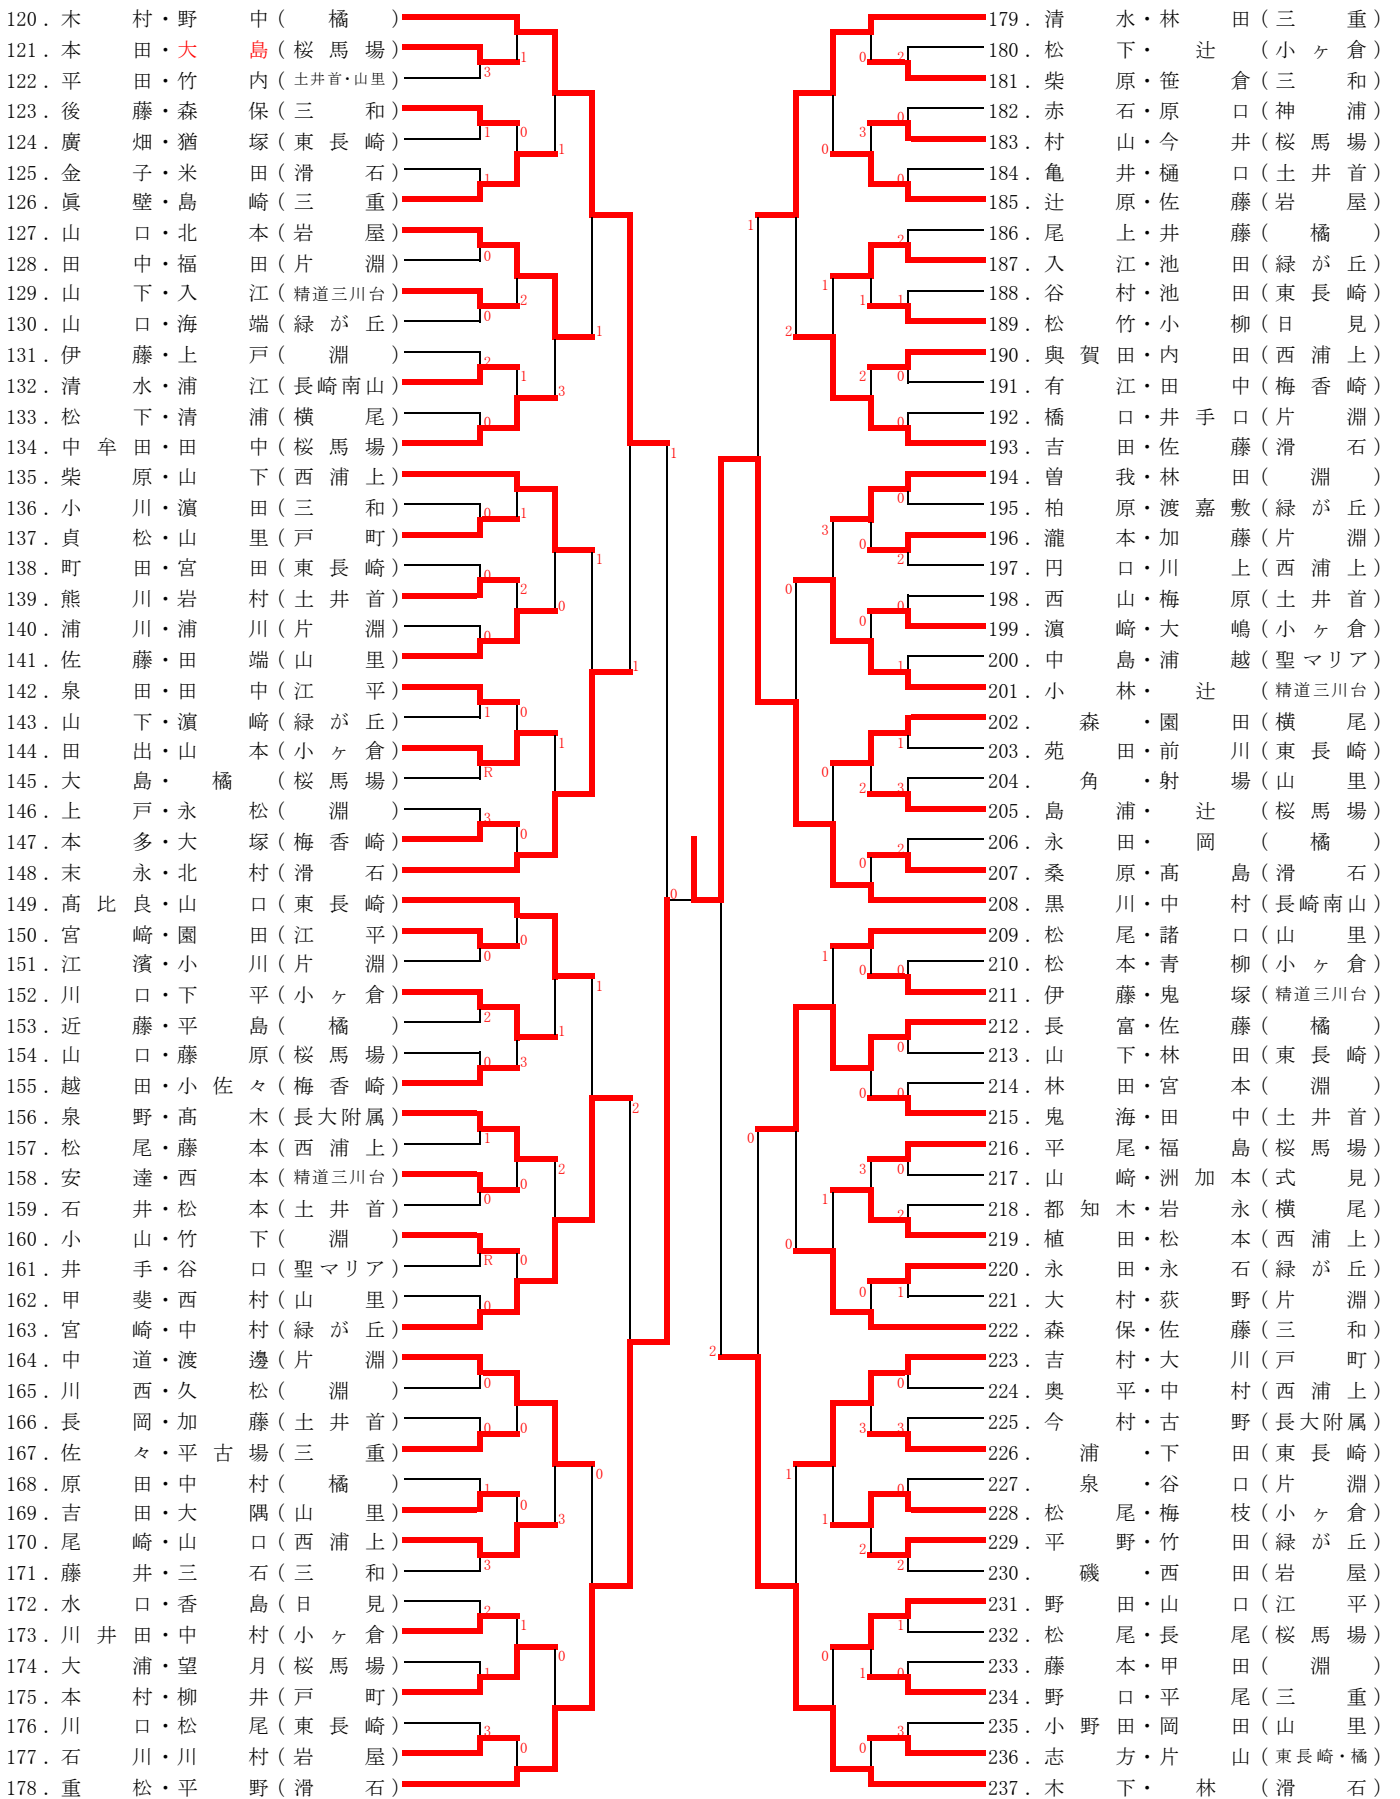 120．木村・野中（橘）
121．本田・大島（桜馬場）
122．平田・竹内（土井首・山里）
123．後藤・森保（三和）
124．廣畑・猶塚（東長崎）
125．金子・米田（滑石）
126．眞壁・島崎（三重）
127．山口・北本（岩屋）
128．田中・福田（片淵）
129．山下・入江（精道三川台）
130．山口・海端（緑が丘）
131．伊藤・上戸（淵）
132．清水・浦江（長崎南山）
133．松下・清浦（横尾）
134．中牟田・田中（桜馬場）
135．柴原・山下（西浦上）
136．小川・濵田（三和）
137．貞松・山里（戸町）
138．町田・宮田（東長崎）
139．熊川・岩村（土井首）
140．浦川・浦川（片淵）
141．佐藤・田端（山里）
142．泉田・田中（江平）
143．山下・濵﨑（緑が丘）
144．田出・山本（小ヶ倉）
145．大島・橘（桜馬場）
146．上戸・永松（淵）
147．本多・大塚（梅香崎）
148．末永・北村（滑石）
149．髙比良・山口（東長崎）
150．宮﨑・園田（江平）
151．江濱・小川（片淵）
152．川口・下平（小ヶ倉）
153．近藤・平島（橘）
154．山口・藤原（桜馬場）
155．越田・小佐々（梅香崎）
156．泉野・髙木（長大附属）
157．松尾・藤本（西浦上）
158．安達・西本（精道三川台）
159．石井・松本（土井首）
160．小山・竹下（淵）
161．井手・谷口（聖マリア）
162．甲斐・西村（山里）
163．宮崎・中村（緑が丘）
164．中道・渡邊（片淵）
165．川西・久松（淵）
166．長岡・加藤（土井首）
167．佐々・平古場（三重）
168．原田・中村（橘）
169．吉田・大隅（山里）
170．尾崎・山口（西浦上）
171．藤井・三石（三和）
172．水口・香島（日見）
173．川井田・中村（小ヶ倉）
174．大浦・望月（桜馬場）
175．本村・柳井（戸町）
176．川口・松尾（東長崎）
177．石川・川村（岩屋）
178．重松・平野（滑石）
179．清水・林田（三重）
180．松下・辻（小ヶ倉）
181．柴原・笹倉（三和）
182．赤石・原口（神浦）
183．村山・今井（桜馬場）
184．亀井・樋口（土井首）
185．辻原・佐藤（岩屋）
186．尾上・井藤（橘）
187．入江・池田（緑が丘）
188．谷村・池田（東長崎）
189．松竹・小柳（日見）
190．與賀田・内田（西浦上）
191．有江・田中（梅香崎）
192．橋口・井手口（片淵）
193．吉田・佐藤（滑石）
194．曽我・林田（淵）
195．柏原・渡嘉敷（緑が丘）
196．瀧本・加藤（片淵）
197．円口・川上（西浦上）
198．西山・梅原（土井首）
199．濵﨑・大嶋（小ヶ倉）
200．中島・浦越（聖マリア）
201．小林・辻（精道三川台）
202．森・園田（横尾）
203．苑田・前川（東長崎）
204．角・射場（山里）
205．島浦・辻（桜馬場）
206．永田・岡（橘）
207．桑原・髙島（滑石）
208．黒川・中村（長崎南山）
209．松尾・諸口（山里）
210．松本・青柳（小ヶ倉）
211．伊藤・鬼塚（精道三川台）
212．長富・佐藤（橘）
213．山下・林田（東長崎）
214．林田・宮本（淵）
215．鬼海・田中（土井首）
216．平尾・福島（桜馬場）
217．山﨑・洲加本（式見）
218．都知木・岩永（横尾）
219．植田・松本（西浦上）
220．永田・永石（緑が丘）
221．大村・荻野（片淵）
222．森保・佐藤（三和）
223．吉村・大川（戸町）
224．奥平・中村（西浦上）
225．今村・古野（長大附属）
226．浦・下田（東長崎）
227．泉・谷口（片淵）
228．松尾・梅枝（小ヶ倉）
229．平野・竹田（緑が丘）
230．磯・西田（岩屋）
231．野田・山口（江平）
232．松尾・長尾（桜馬場）
233．藤本・甲田（淵）
234．野口・平尾（三重）
235．小野田・岡田（山里）
236．志方・片山（東長崎・橘）
237．木下・林（滑石）